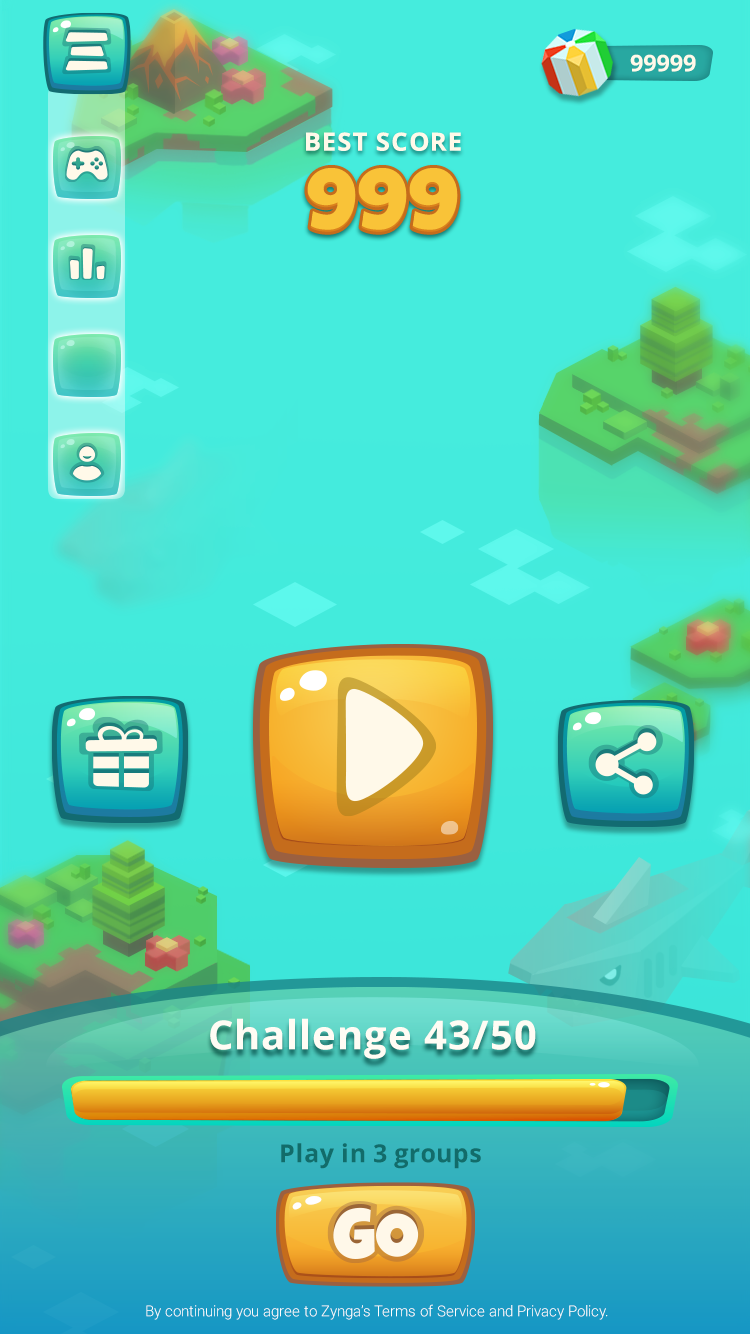 99999
BEST SCORE
999
Challenge 43/50
Play in 3 groups
GO
By continuing you agree to Zynga's Terms of Service and Privacy Policy.